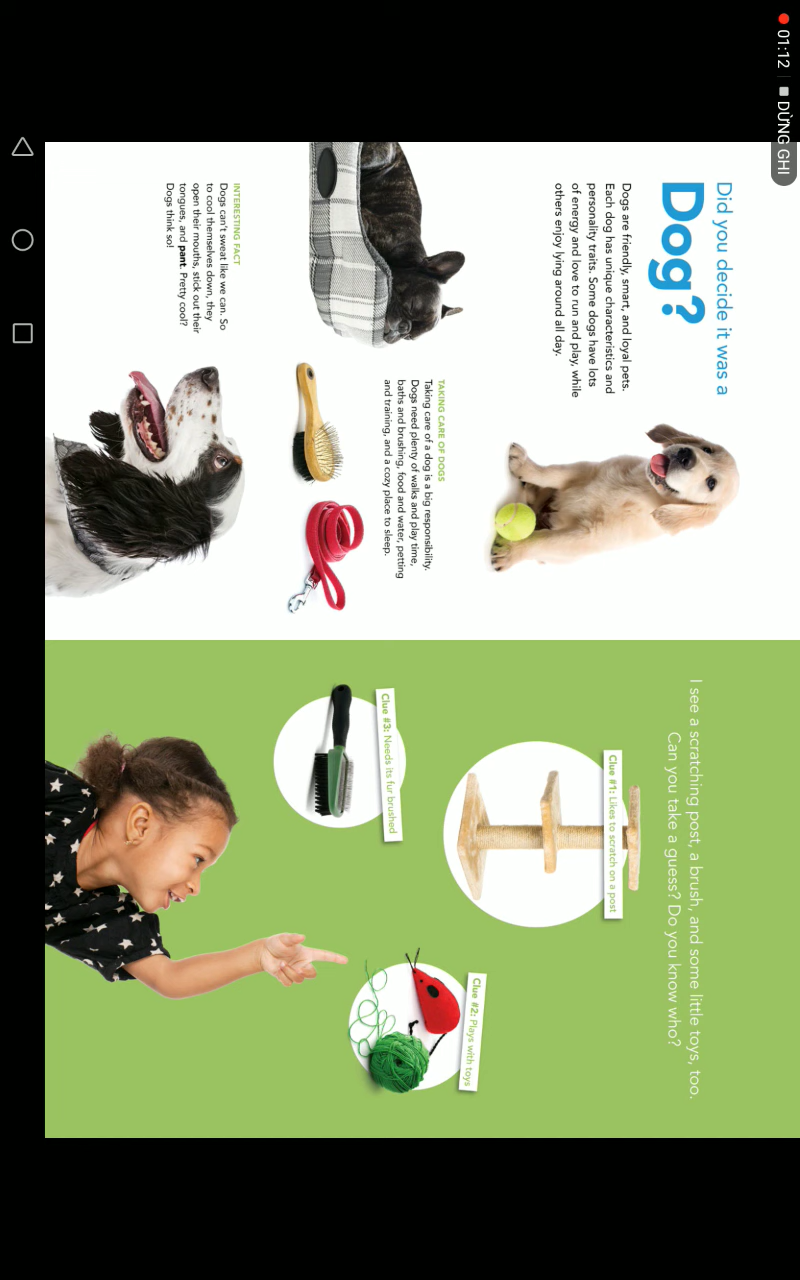 01:12
DỪNG GHI
Did you decide it was a
Dog?
Dogs are friendly, smart, and loyal pets.
Each dog has unique characteristics and
personality traits. Some dogs have lots
of energy and love to run and play, while
others enjoy lying around all day.
TAKING CARE OF DOGS
Taking care of a dog is a big responsibility.
Dogs need plenty of walks and play time,
baths and brushing, food and water, petting
and training, and a cozy place to sleep.
INTERESTING FACT
Dogs can't sweat like we can. So
to cool themselves down, they
open their mouths, stick out their
tongues, and pant. Pretty cool?
Dogs think so!
I see a scratching post, a brush, and some little toys, too.
Can you take a guess? Do you know who?
Clue #1: Likes to scratch on a post
Clue #2: Plays with toys
Clue #3: Needs its fur brushed